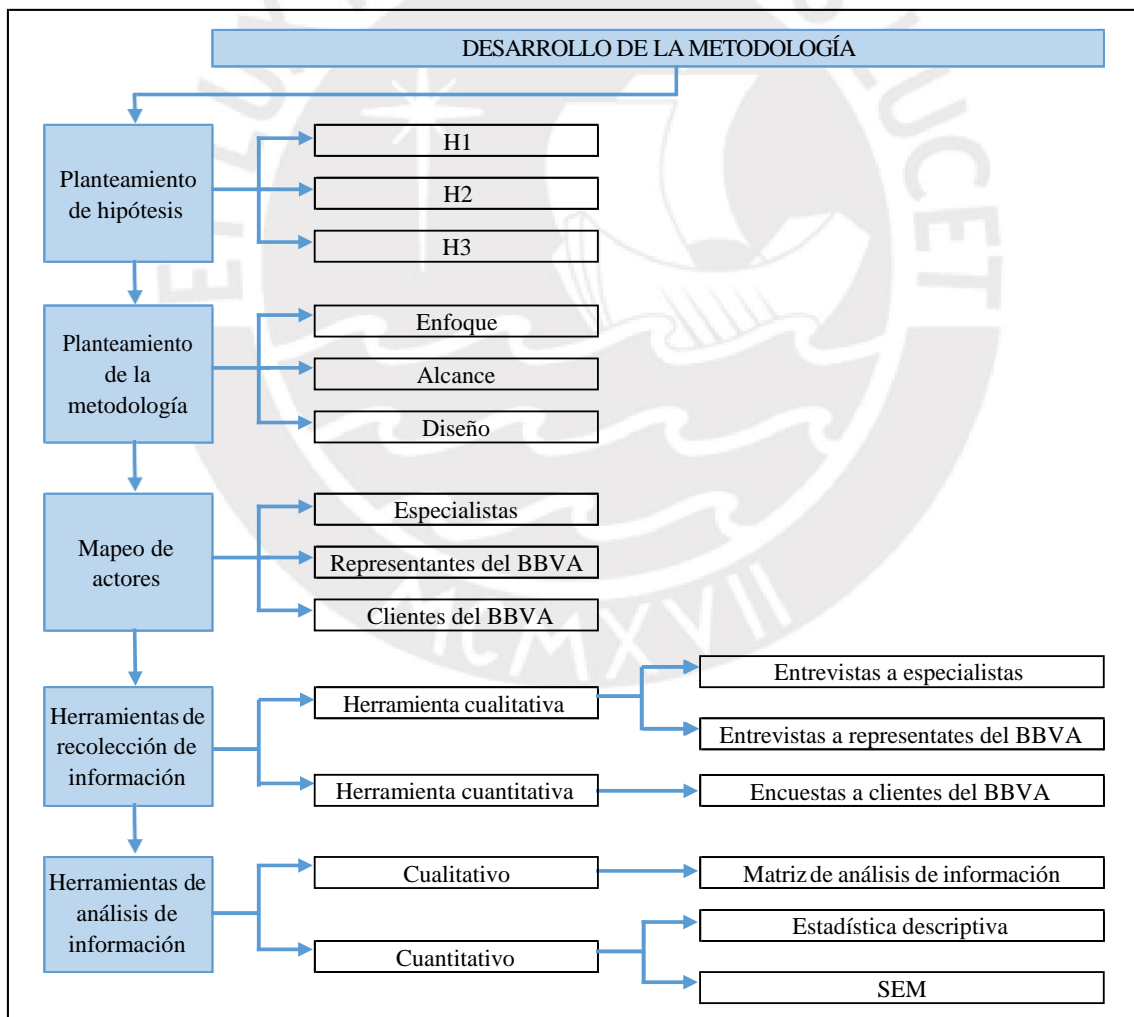 DESARROLLO DE LA METODOLOGÍA
Planteamiento
de hipótesis
H1
H2
H3
Planteamiento
de la
metodología
Enfoque
Alcance
Diseño
Mapeo de
actores
Especialistas
Representantes del BBVA
Clientes del BBVA
Herramientas de
recolección de
información
Herramienta cualitativa
Entrevistas a especialistas
Entrevistas a representates del BBVA
Herramienta cuantitativa
Encuestas a clientes del BBVA
Herramientas de
análisis de
información
Cualitativo
Matriz de análisis de información
Cuantitativo
Estadística descriptiva
SEM
MCMXVII